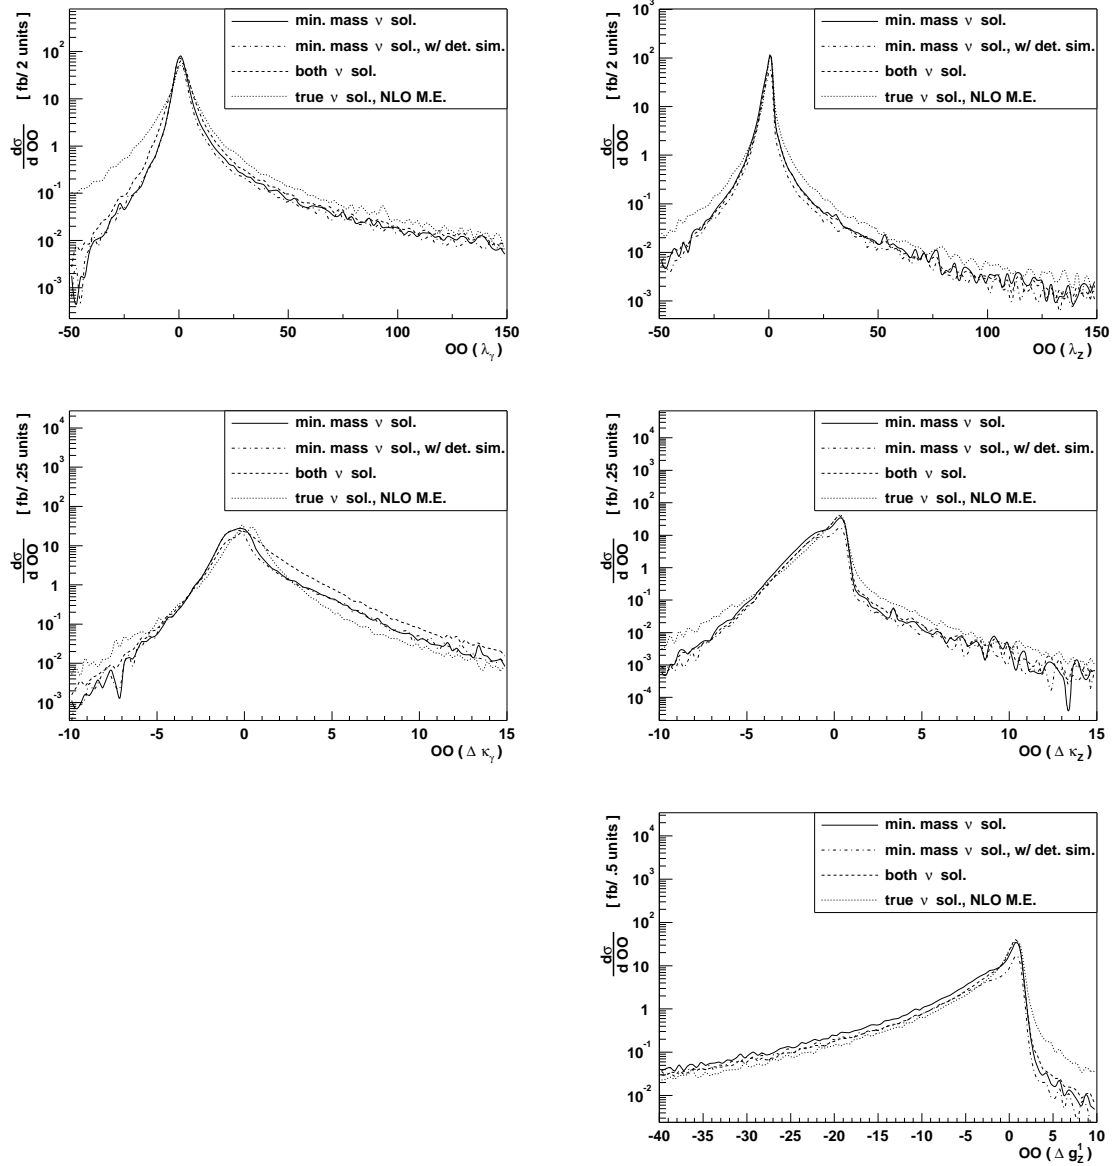 [ fb/ 2 units ]
dσ
d OO
10²
10
1
10⁻¹
10⁻²
10⁻³
-50 0 50 100 150
OO ( λγ )
min. mass ν sol.
min. mass ν sol., w/ det. sim.
both ν sol.
true ν sol., NLO M.E.
[ fb/ 2 units ]
dσ
d OO
10³
10²
10
1
10⁻¹
10⁻²
10⁻³
-50 0 50 100 150
OO ( λZ )
min. mass ν sol.
min. mass ν sol., w/ det. sim.
both ν sol.
true ν sol., NLO M.E.
[ fb/ .25 units ]
dσ
d OO
10⁴
10³
10²
10
1
10⁻¹
10⁻²
10⁻³
-10 -5 0 5 10 15
OO ( Δ κγ )
min. mass ν sol.
min. mass ν sol., w/ det. sim.
both ν sol.
true ν sol., NLO M.E.
[ fb/ .25 units ]
dσ
d OO
10⁴
10³
10²
10
1
10⁻¹
10⁻²
10⁻³
10⁻⁴
-10 -5 0 5 10 15
OO ( Δ κZ )
min. mass ν sol.
min. mass ν sol., w/ det. sim.
both ν sol.
true ν sol., NLO M.E.
[ fb/ .5 units ]
dσ
d OO
10⁴
10³
10²
10
1
10⁻¹
10⁻²
-40 -35 -30 -25 -20 -15 -10 -5 0 5 10
OO ( Δ g¹Z )
min. mass ν sol.
min. mass ν sol., w/ det. sim.
both ν sol.
true ν sol., NLO M.E.